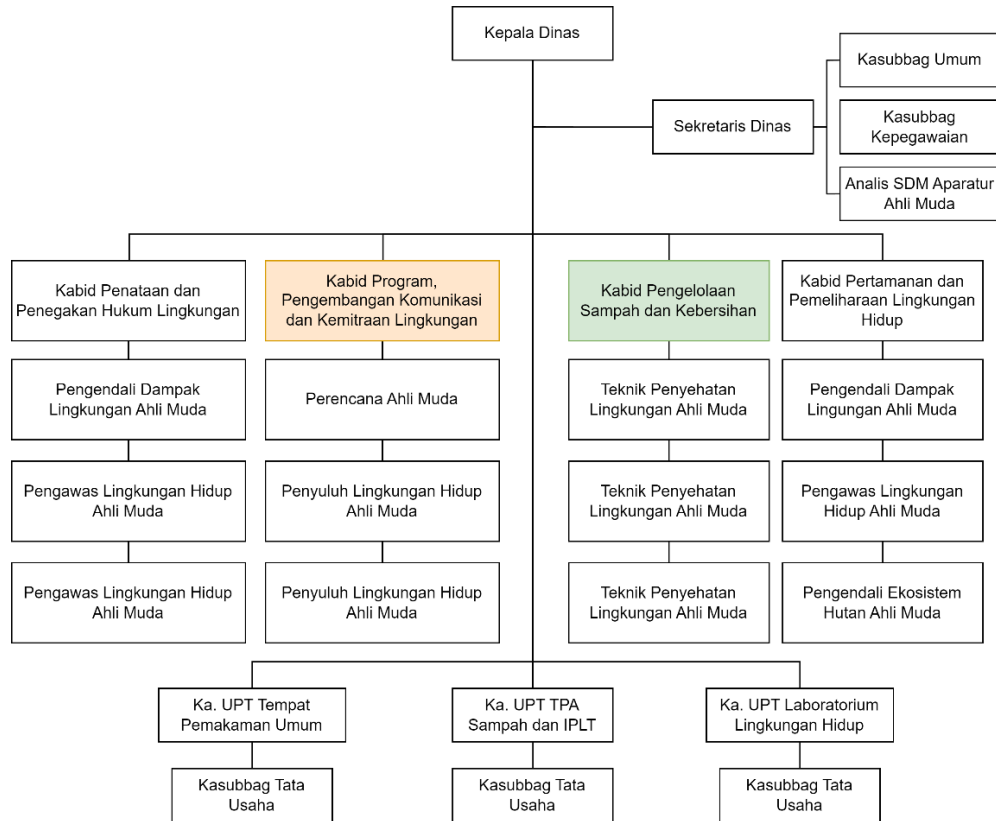 Kepala Dinas
Kasubbag Umum
Sekretaris Dinas
Kasubbag
Kepegawaian
Analis SDM Aparatur
Ahli Muda
Kabid Penataan dan
Penegakan Hukum Lingkungan
Kabid Program,
Pengembangan Komunikasi
dan Kemitraan Lingkungan
Kabid Pengelolaan
Sampah dan Kebersihan
Kabid Pertamanan dan
Pemeliharaan Lingkungan
Hidup
Pengendali Dampak
Lingkungan Ahli Muda
Perencana Ahli Muda
Teknik Penyehatan
Lingkungan Ahli Muda
Pengendali Dampak
Lingungan Ahli Muda
Pengawas Lingkungan Hidup
Ahli Muda
Penyuluh Lingkungan Hidup
Ahli Muda
Teknik Penyehatan
Lingkungan Ahli Muda
Pengawas Lingkungan
Hidup Ahli Muda
Pengawas Lingkungan Hidup
Ahli Muda
Penyuluh Lingkungan Hidup
Ahli Muda
Teknik Penyehatan
Lingkungan Ahli Muda
Pengendali Ekosistem
Hutan Ahli Muda
Ka. UPT Tempat
Pemakaman Umum
Ka. UPT TPA
Sampah dan IPLT
Ka. UPT Laboratorium
Lingkungan Hidup
Kasubbag Tata
Usaha
Kasubbag Tata
Usaha
Kasubbag Tata
Usaha